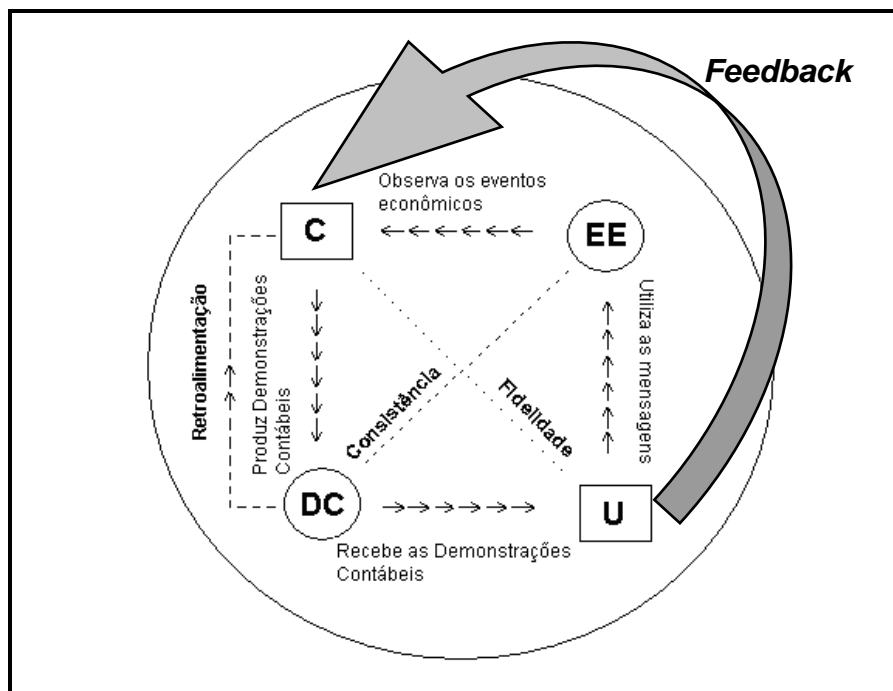 Feedback
Observa os eventos
econômicos
C
EE
Retroalimentação
Produz Demonstrações
Contábeis
Consistência
Fidelidade
Utiliza as mensagens
DC
U
Recebe as Demonstrações
Contábeis